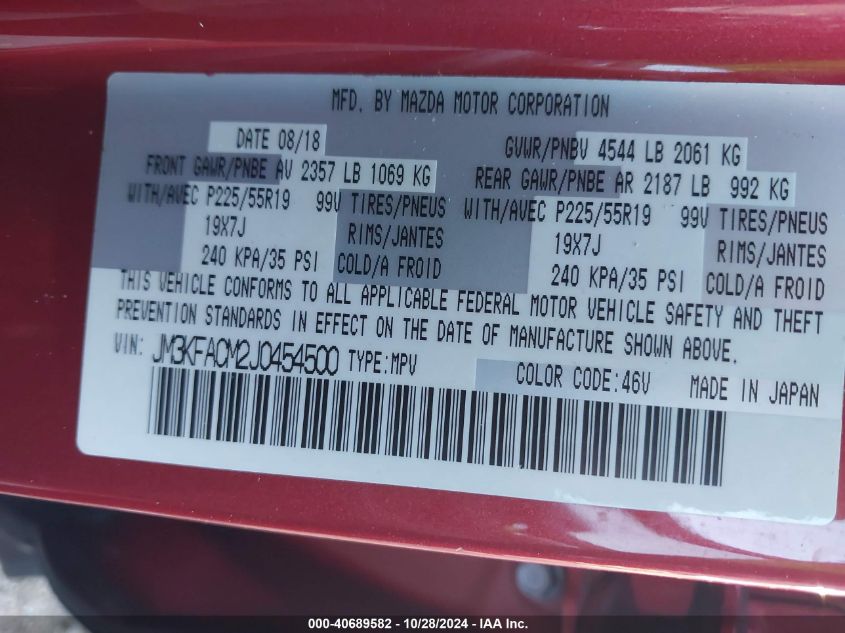 MFD. BY MAZDA MOTOR CORPORATION
DATE 08/18 GVWR/PNBV 4544 LB 2061 KG
FRONT GAWR/PNBE AV 2357 LB 1069 KG REAR GAWR/PNBE AR 2187 LB 992 KG
WITH/AVEC P225/55R19 99V TIRES/PNEUS WITH/AVEC P225/55R19 99V TIRES/PNEUS
19X7J RIMS/JANTES 19X7J RIMS/JANTES
240 KPA/35 PSI COLD/A FROID 240 KPA/35 PSI COLD/A FROID
THIS VEHICLE CONFORMS TO ALL APPLICABLE FEDERAL MOTOR VEHICLE SAFETY AND THEFT
PREVENTION STANDARDS IN EFFECT ON THE DATE OF MANUFACTURE SHOWN ABOVE.
VIN: JM3KFACM2J0454500 TYPE:MPV COLOR CODE:46V MADE IN JAPAN
000-40689582 - 10/28/2024 - IAA Inc.